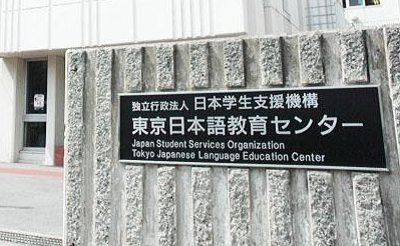 独立行政法人 日本学生支援機構
東京日本語教育センター
Japan Student Services Organization
Tokyo Japanese Language Education Center